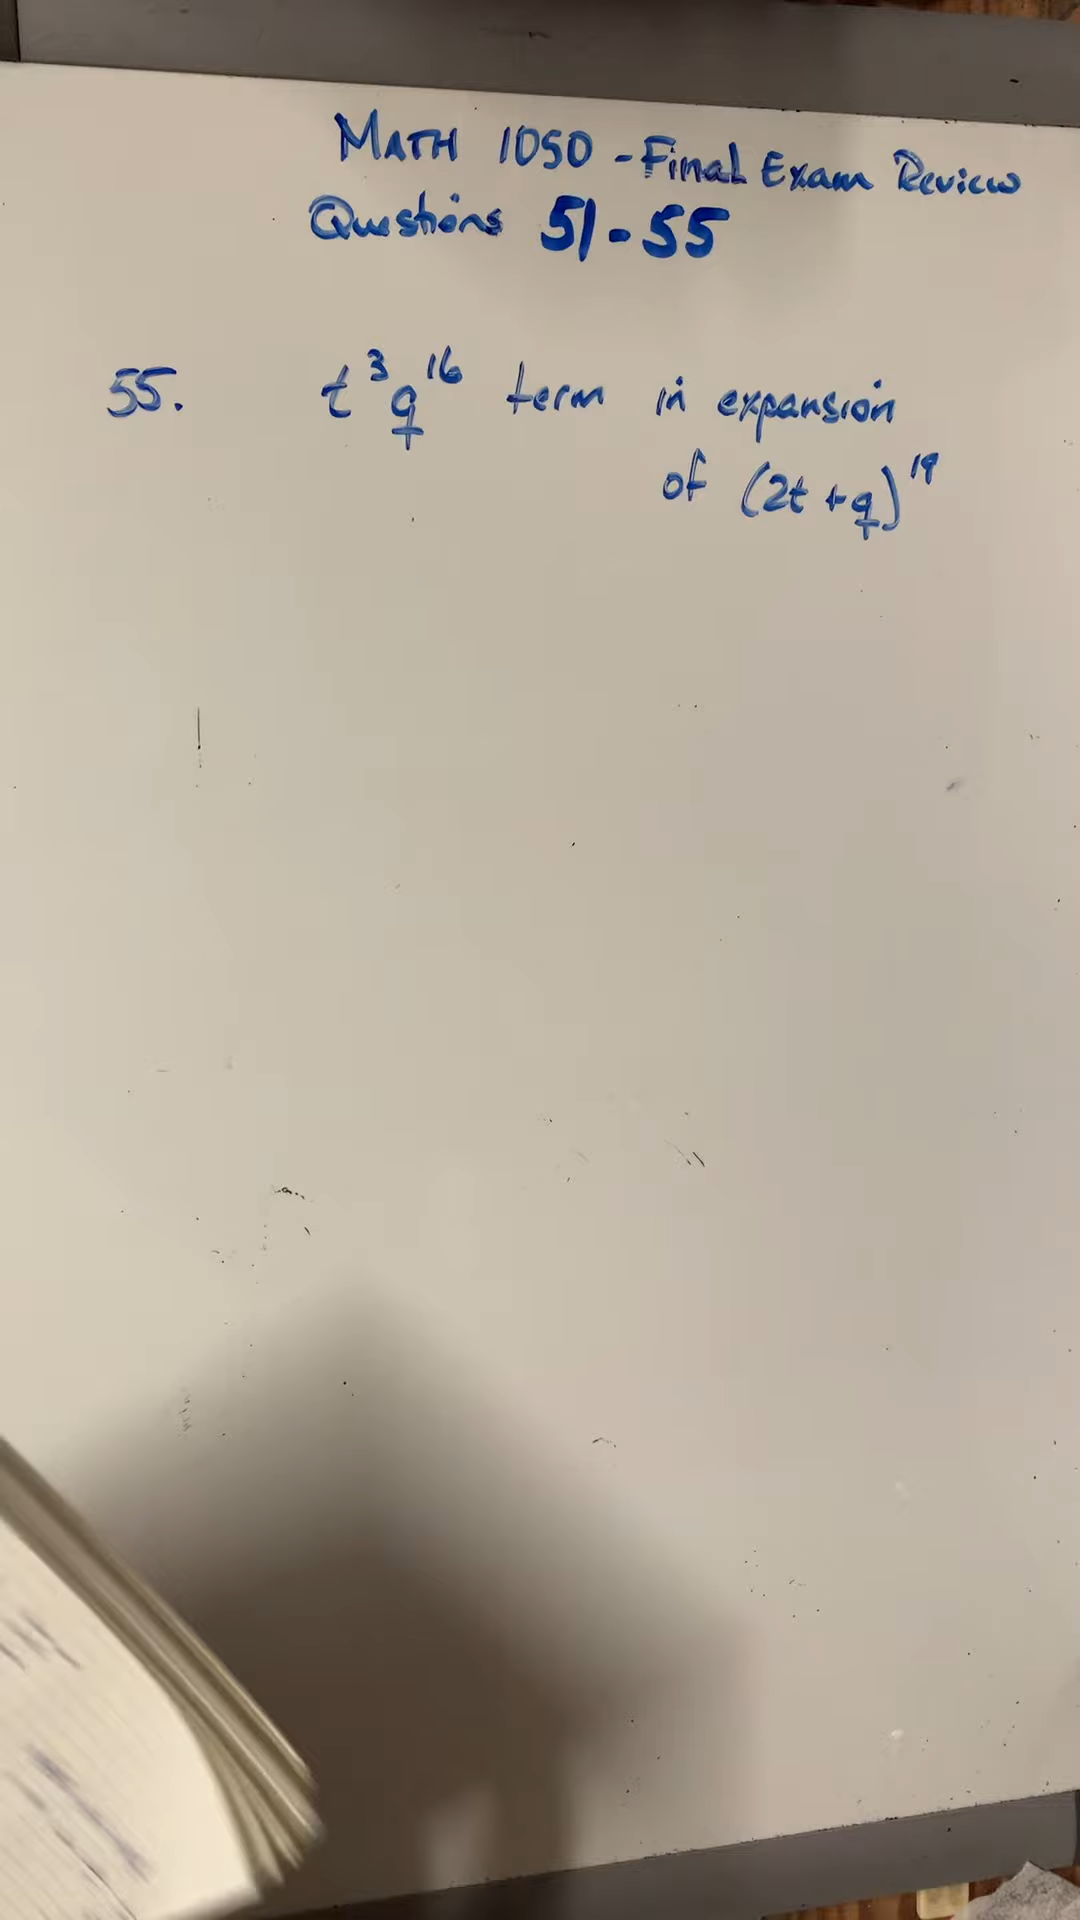 MATH 1050 - Final Exam Review
Questions 51-55
55. t³q¹⁶ term in expansion
of (2t + q)¹⁹